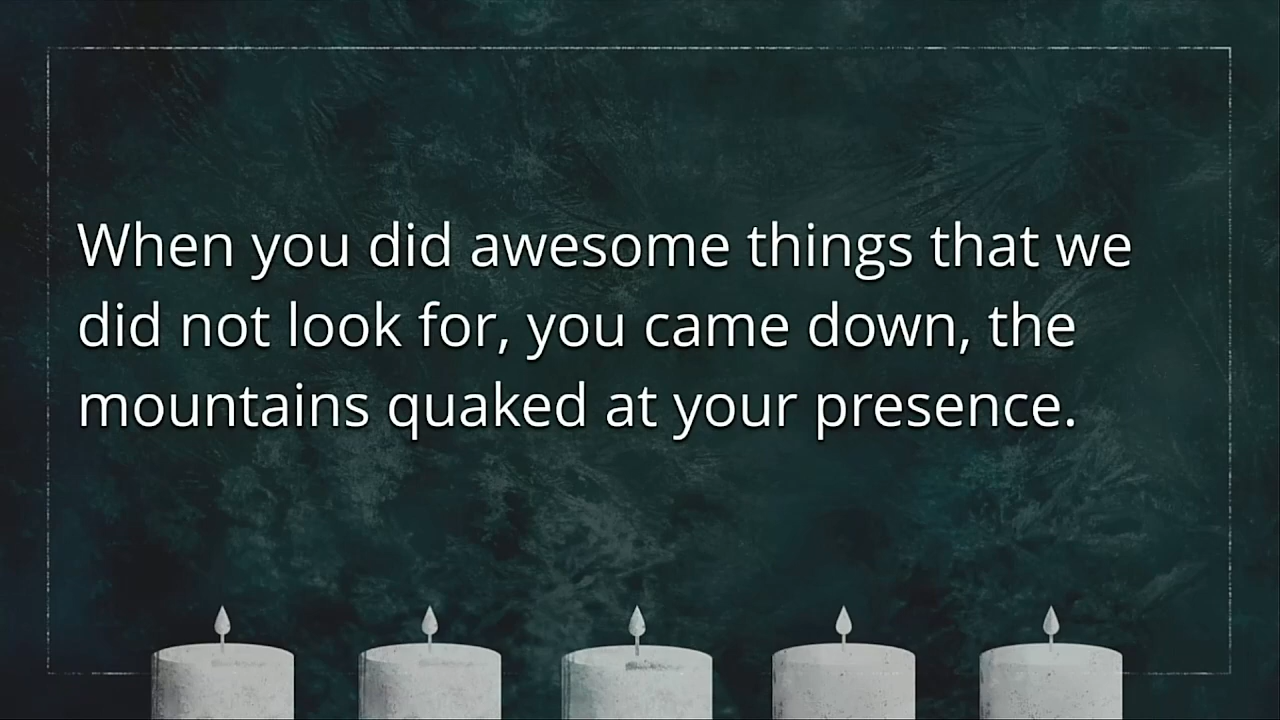 When you did awesome things that we
did not look for, you came down, the
mountains quaked at your presence.